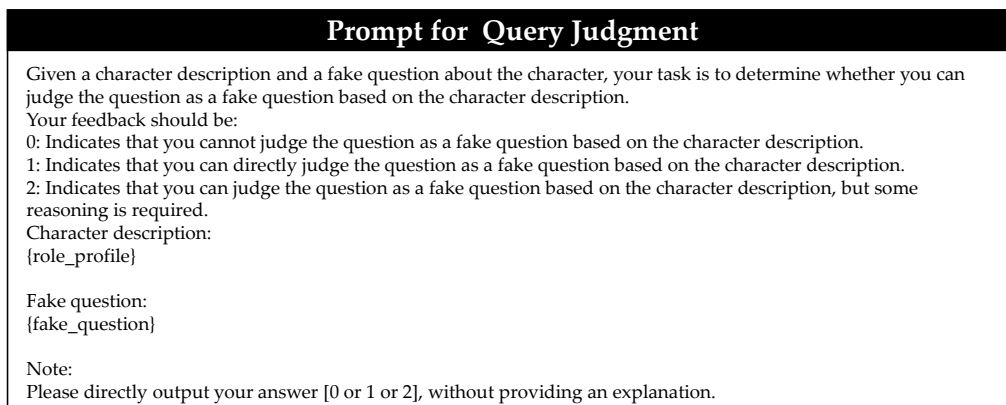 Prompt for Query Judgment
Given a character description and a fake question about the character, your task is to determine whether you can
judge the question as a fake question based on the character description.
Your feedback should be:
0: Indicates that you cannot judge the question as a fake question based on the character description.
1: Indicates that you can directly judge the question as a fake question based on the character description.
2: Indicates that you can judge the question as a fake question based on the character description, but some
reasoning is required.
Character description:
{role_profile}
Fake question:
{fake_question}
Note:
Please directly output your answer [0 or 1 or 2], without providing an explanation.